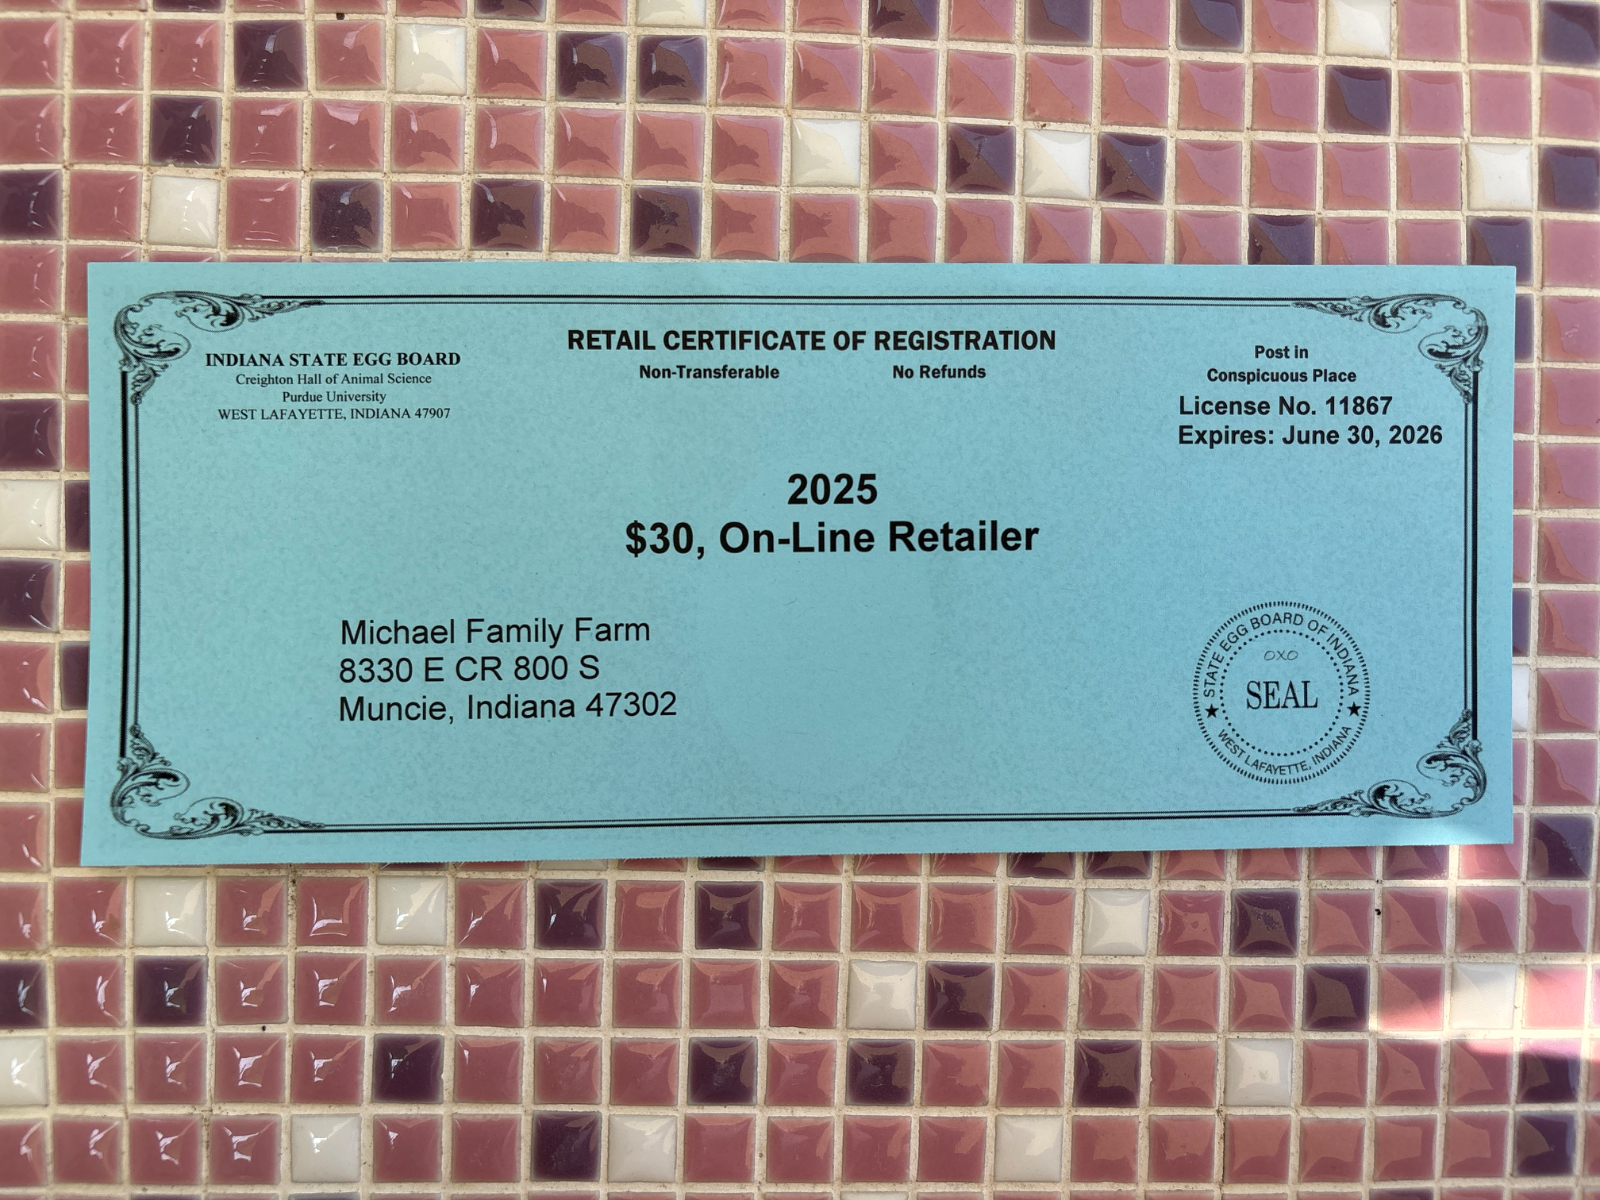 INDIANA STATE EGG BOARD
Creighton Hall of Animal Science
Purdue University
WEST LAFAYETTE, INDIANA 47907
RETAIL CERTIFICATE OF REGISTRATION
Non-Transferable No Refunds
Post in
Conspicuous Place
License No. 11867
Expires: June 30, 2026
2025
$30, On-Line Retailer
Michael Family Farm
8330 E CR 800 S
Muncie, Indiana 47302
STATE EGG BOARD OF INDIANA
OXO
SEAL
WEST LAFAYETTE, INDIANA